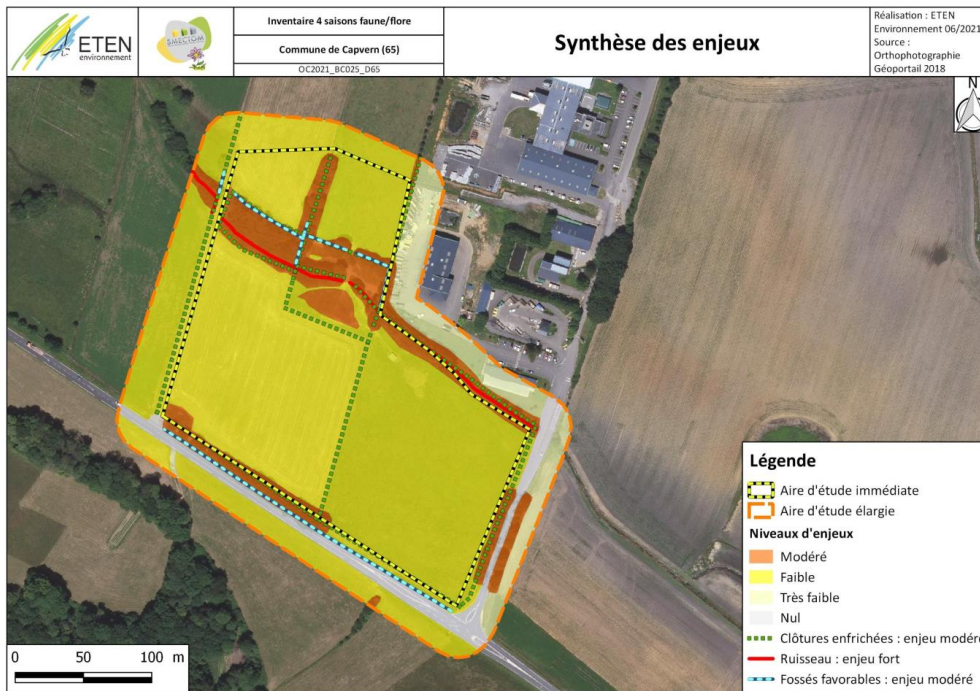 ETEN
environnement
SMECTOM
Inventaire 4 saisons faune/flore
Commune de Capvern (65)
OC2021_BC025_D65
Synthèse des enjeux
Réalisation : ETEN
Environnement 06/2021
Source :
Orthophotographie
Géoportail 2018
N
Légende
Aire d'étude immédiate
Aire d'étude élargie
Niveaux d'enjeux
Modéré
Faible
Très faible
Nul
Clôtures enfrichées : enjeu modéré
Ruisseau : enjeu fort
Fossés favorables : enjeu modéré
0 50 100 m